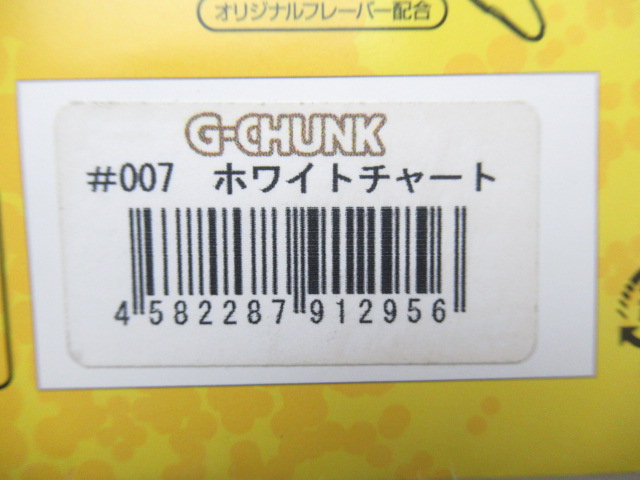 オリジナルフレーバー配合
G-CHUNK
#007 ホワイトチャート
4 582287 912956